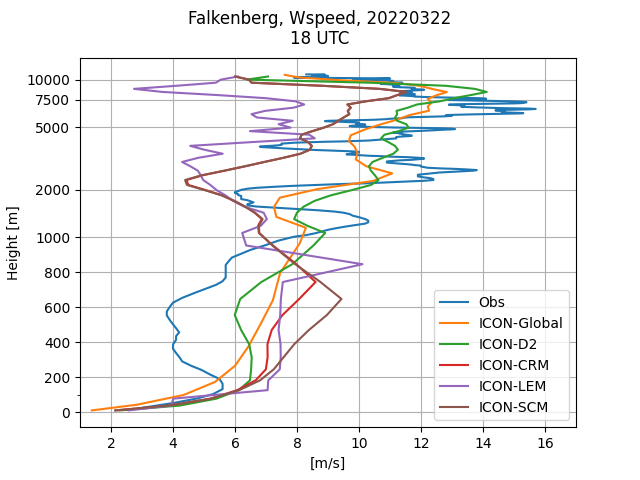 Falkenberg, Wspeed, 20220322
18 UTC
Height [m]
10000
7500
5000
2000
1000
800
600
400
200
0
Obs
ICON-Global
ICON-D2
ICON-CRM
ICON-LEM
ICON-SCM
2 4 6 8 10 12 14 16
[m/s]